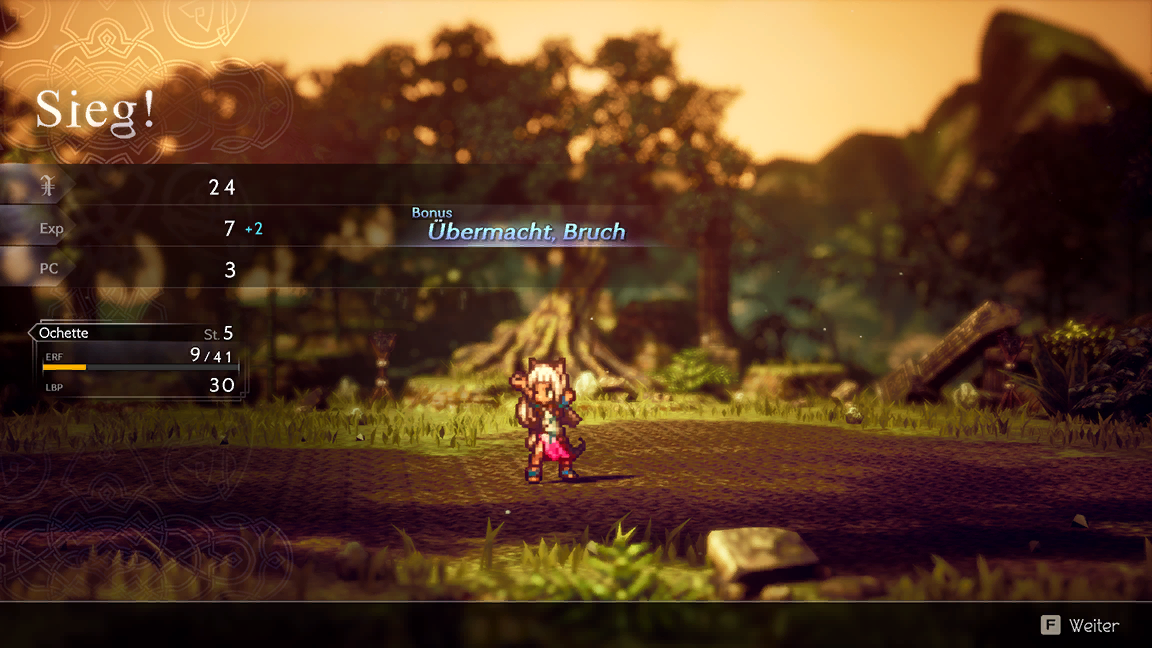 Sieg!
24
Exp 7 +2
Bonus
Übermacht, Bruch
PC 3
Ochette St. 5
ERF 9/41
LBP 30
F Weiter